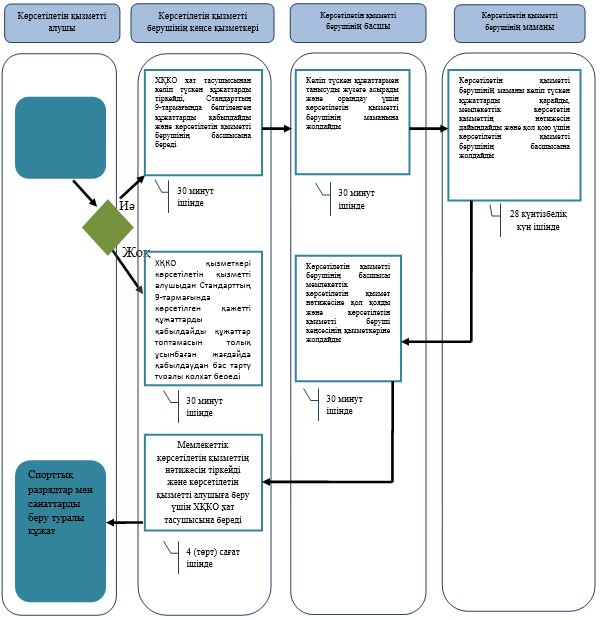 Көрсетілетін қызметті
алушы
Көрсетілетін қызметті
берушінің кеңсе қызметкері
Көрсетілетін қызметті
берушінің басшы
Көрсетілетін қызметті
берушінің маманы
ХҚКО хат тасушысынан
келіп түскен құжаттарды
тіркейді, Стандарттың
9-тармағында белгіленген
құжаттарды қабылдайды
және көрсетілетін қызметті
берушінің басшысына
береді
Келіп түскен құжаттармен
танысуды жүзеге асырады
және орындау үшін
көрсетілетін қызметті
берушінің маманына
жолдайды
Көрсетілетін қызметті
берушінің маманы келіп түскен
құжаттарды қарайды,
мемлекеттік көрсететін
қызметтің нәтижесін
дайындайды және қол қою үшін
көрсетілетін қызметті
берушінің басшысына
жолдайды
30 минут
ішінде
30 минут
ішінде
28 күнтізбелік
күн ішінде
Иә
Жоқ
ХҚКО қызметкері
көрсетілетін қызметті
алушыдан Стандарттың
9-тармағында
көрсетілген қажетті
құжаттарды
қабылдайды құжаттар
топтамасын толық
ұсынбаған жағдайда
қабылдаудан бас тарту
туралы қолхат береді
Көрсетілетін қызметті
берушінің басшысы
мемлекеттік
көрсетілетін қызмет
нәтижесіне қол қолды
және көрсетілетін
қызметті беруші
кеңсесінің қызметкеріне
жолдайды
30 минут
ішінде
30 минут
ішінде
Мемлекеттік
көрсетілетін қызметтің
нәтижесін тіркейді
және көрсетілетін
қызметті алушыға беру
үшін ХҚКО хат
тасушысына береді
Спорттық
разрядтар мен
санаттарды
беру туралы
құжат
4 (төрт) сағат
ішінде